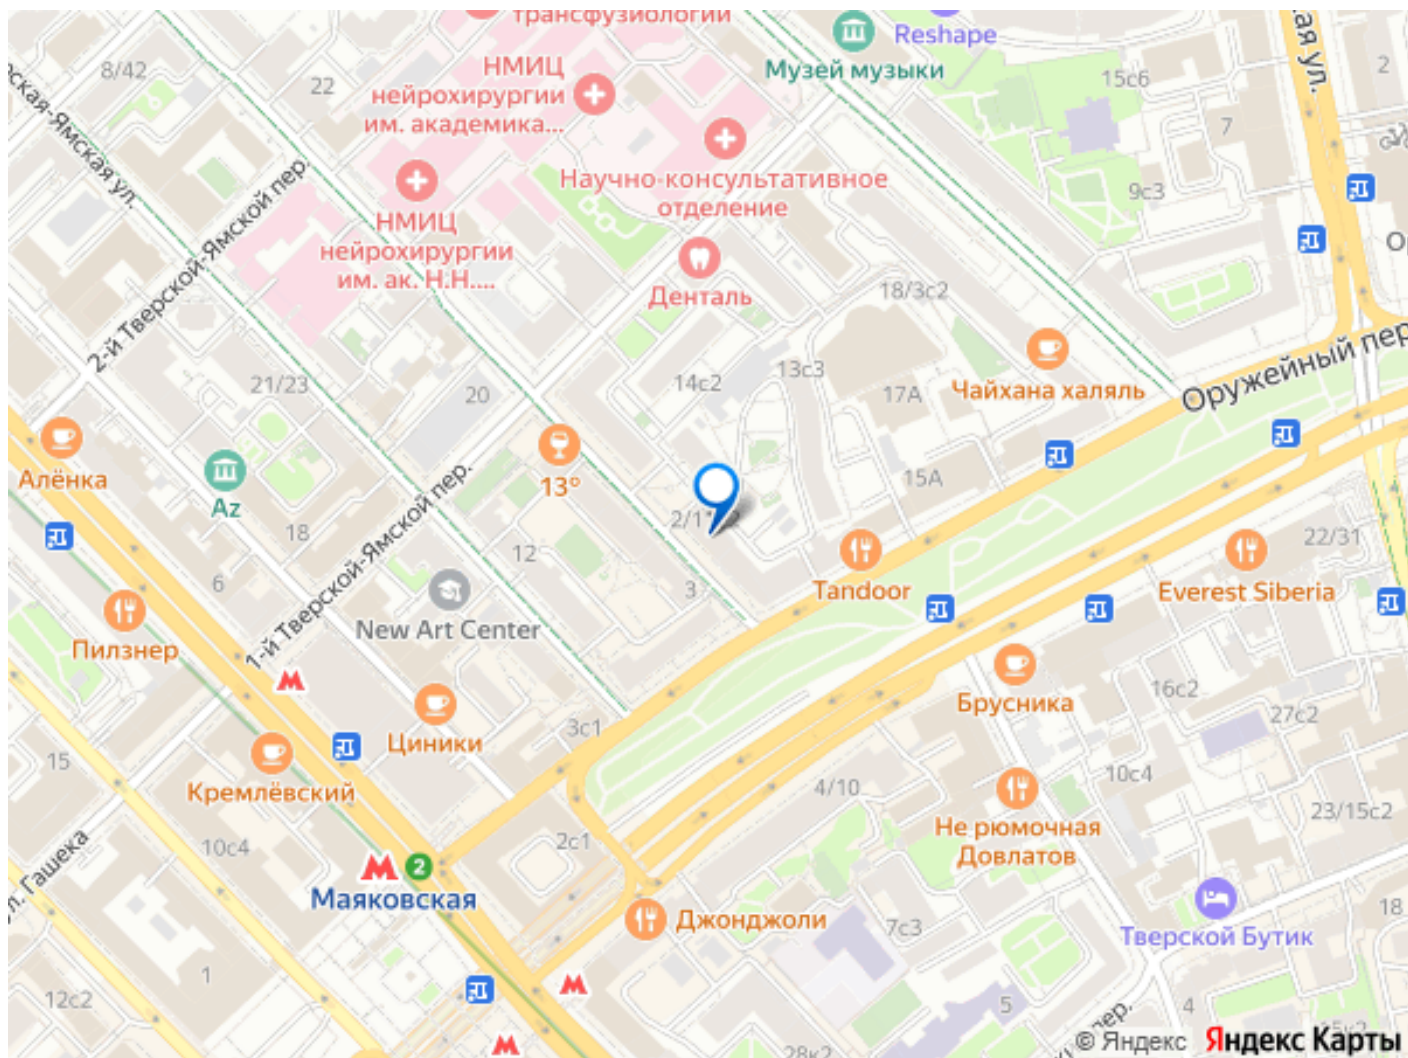 трансфузиологии
Reshape
Музей музыки
8/42
22
НМИЦ
нейрохирургии
им. академика...
15с6
2
7
9с3
Научно-консультативное
отделение
НМИЦ
нейрохирургии
им. ак. Н.Н....
2-й Тверской-Ямской пер.
Денталь
18/3с2
Чайхана халяль
Оружейный пер
21/23
20
14с2
13с3
17А
15А
Алёнка
Az
13°
18
12
6
3
1-й Тверской-Ямской пер.
New Art Center
Tandoor
22/31
Everest Siberia
Пилзнер
Циники
Кремлёвский
3с1
Брусника
16с2
27с2
15
10с4
4/10
10с4
23/15с2
Не рюмочная
Довлатов
2с1
Гашека
2
Маяковская
Джонджоли
7с3
Тверской Бутик
18
1
12с2
5
4
пер.
28к2
© Яндекс
Яндекс Карты